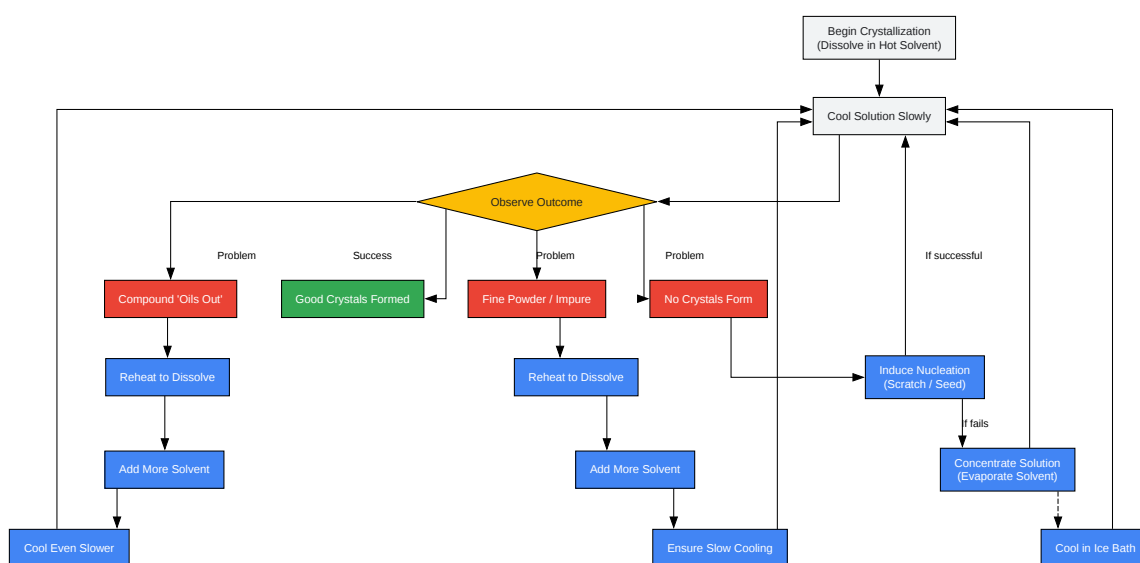 Begin Crystallization
(Dissolve in Hot Solvent)
Cool Solution Slowly
Observe Outcome
Problem
Success
Problem
Problem
If successful
Compound 'Oils Out'
Good Crystals Formed
Fine Powder / Impure
No Crystals Form
Reheat to Dissolve
Reheat to Dissolve
Induce Nucleation
(Scratch / Seed)
If fails
Add More Solvent
Add More Solvent
Concentrate Solution
(Evaporate Solvent)
Cool Even Slower
Ensure Slow Cooling
Cool in Ice Bath